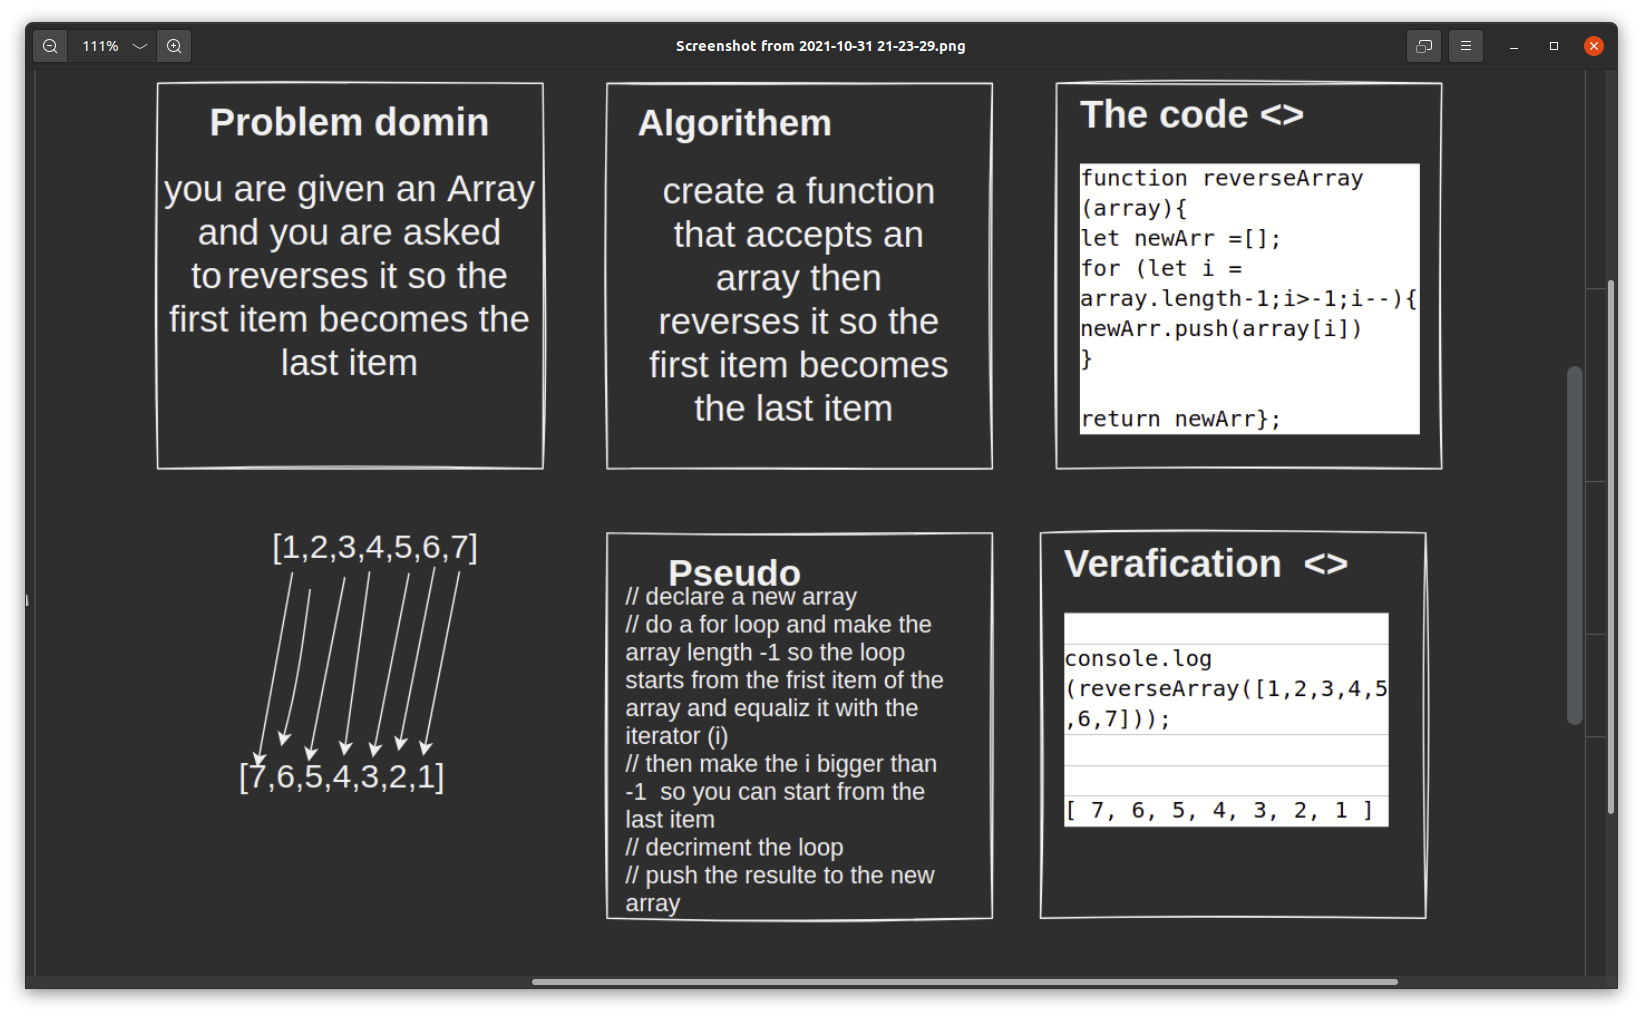 111%
Screenshot from 2021-10-31 21-23-29.png
Problem domin
you are given an Array
and you are asked
to reverses it so the
first item becomes the
last item
Algorithem
create a function
that accepts an
array then
reverses it so the
first item becomes
the last item
The code <>
function reverseArray
(array){
let newArr =[];
for (let i =
array.length-1;i>-1;i--){
newArr.push(array[i])
}
return newArr};
[1,2,3,4,5,6,7]
[7,6,5,4,3,2,1]
Pseudo
// declare a new array
// do a for loop and make the
array length -1 so the loop
starts from the frist item of the
array and equaliz it with the
iterator (i)
// then make the i bigger than
-1  so you can start from the
last item
// decriment the loop
// push the resulte to the new
array
Verafication  <>
console.log
(reverseArray([1,2,3,4,5
,6,7]));
[ 7, 6, 5, 4, 3, 2, 1 ]